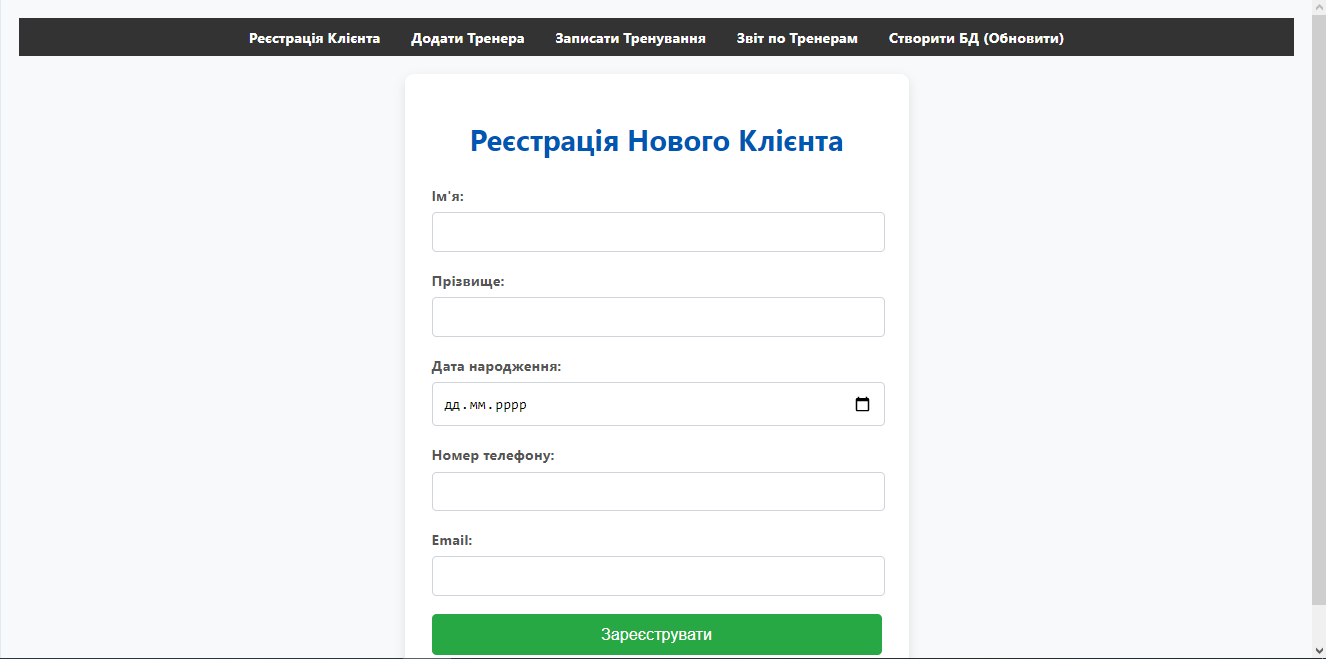 Реєстрація Клієнта Додати Тренера Записати Тренування Звіт по Тренерам Створити БД (Обновити)
Реєстрація Нового Клієнта
Ім'я:
Прізвище:
Дата народження:
дд.мм.рррр
Номер телефону:
Email:
Зареєструвати